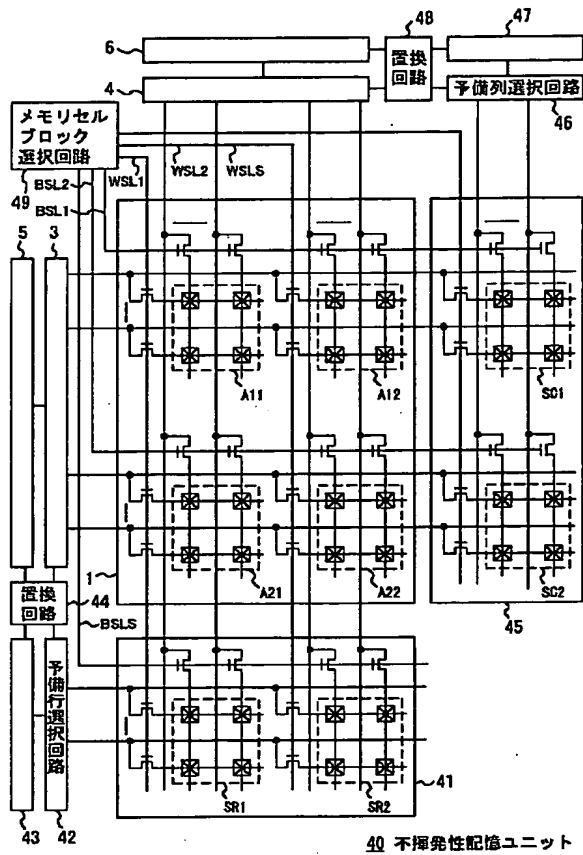 6
4
置換
回路
48
47
予備列選択回路
46
メモリセル
ブロック
選択回路
49
WSL1
WSL2
WSLS
BSL2
BSL1
5
3
A11
A12
SC1
A21
A22
SC2
1
45
置換
回路
44
BSLS
予備行選択回路
43
42
SR1
SR2
41
40 不揮発性記憶ユニット